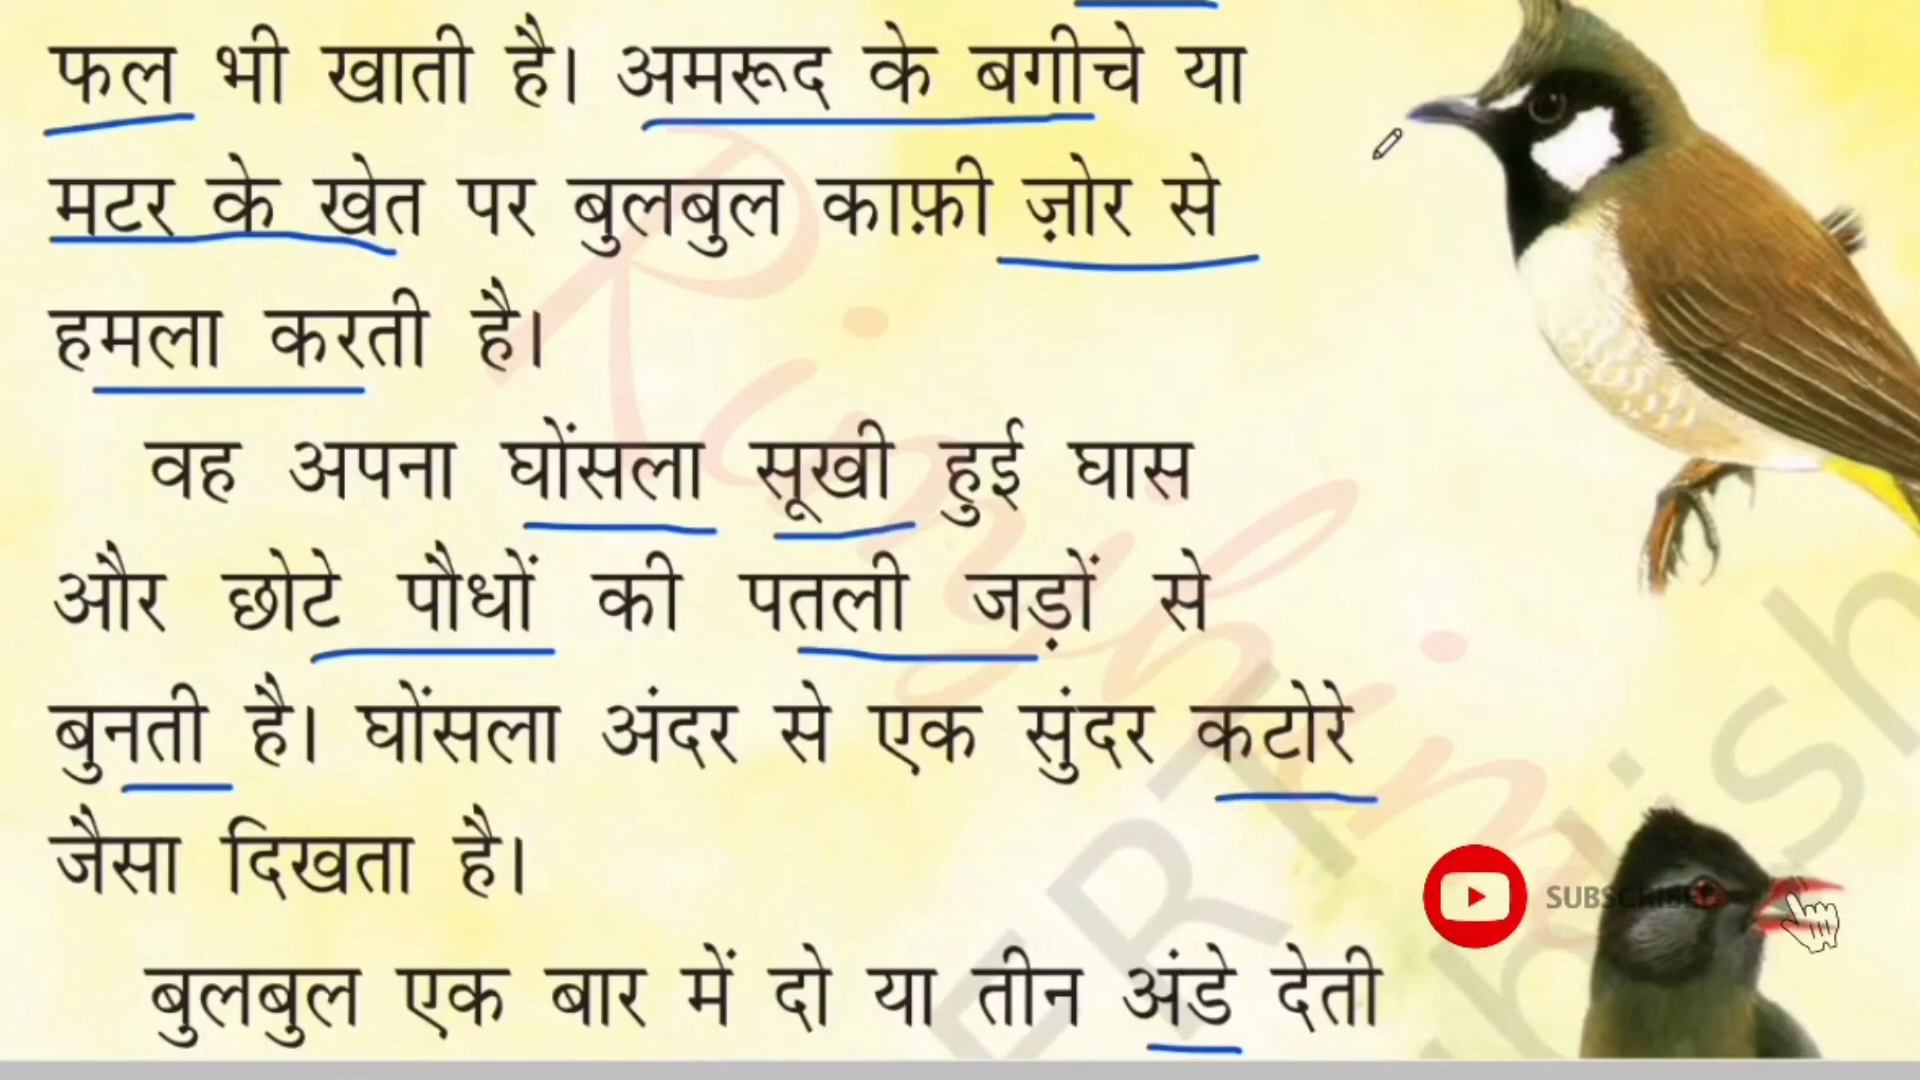 फल भी खाती है। अमरूद के बगीचे या
मटर के खेत पर बुलबुल काफ़ी ज़ोर से
हमला करती है।
वह अपना घोंसला सूखी हुई घास
और छोटे पौधों की पतली जड़ों से
बुनती है। घोंसला अंदर से एक सुंदर कटोरे
जैसा दिखता है।
SUBSCRIBED
बुलबुल एक बार में दो या तीन अंडे देती